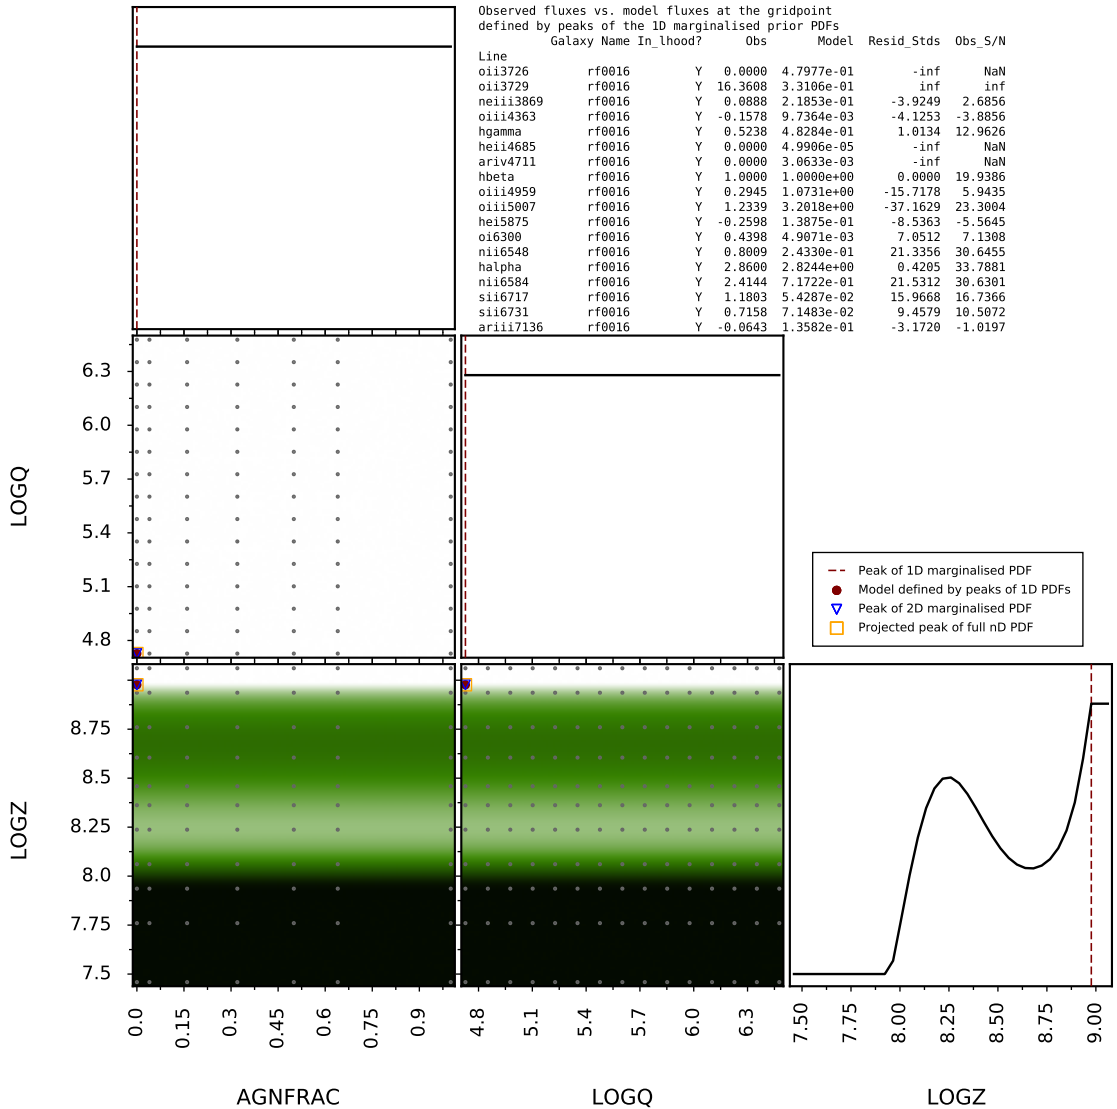 Observed fluxes vs. model fluxes at the gridpoint
defined by peaks of the 1D marginalised prior PDFs
Galaxy Name In_lhood? Obs Model Resid_Stds Obs_S/N
Line
oii3726 rf0016 Y 0.0000 4.7977e-01 -inf NaN
oii3729 rf0016 Y 16.3608 3.3106e-01 inf inf
neiii3869 rf0016 Y 0.0888 2.1853e-01 -3.9249 2.6856
oiii4363 rf0016 Y -0.1578 9.7364e-03 -4.1253 -3.8856
hgamma rf0016 Y 0.5238 4.8284e-01 1.0134 12.9626
heii4685 rf0016 Y 0.0000 4.9906e-05 -inf NaN
ariv4711 rf0016 Y 0.0000 3.0633e-03 -inf NaN
hbeta rf0016 Y 1.0000 1.0000e+00 0.0000 19.9386
oiii4959 rf0016 Y 0.2945 1.0731e+00 -15.7178 5.9435
oiii5007 rf0016 Y 1.2339 3.2018e+00 -37.1629 23.3004
hei5875 rf0016 Y -0.2598 1.3875e-01 -8.5363 -5.5645
oi6300 rf0016 Y 0.4398 4.9071e-03 7.0512 7.1308
nii6548 rf0016 Y 0.8009 2.4330e-01 21.3356 30.6455
halpha rf0016 Y 2.8600 2.8244e+00 0.4205 33.7881
nii6584 rf0016 Y 2.4144 7.1722e-01 21.5312 30.6301
sii6717 rf0016 Y 1.1803 5.4287e-02 15.9668 16.7366
sii6731 rf0016 Y 0.7158 7.1483e-02 9.4579 10.5072
ariii7136 rf0016 Y -0.0643 1.3582e-01 -3.1720 -1.0197
LOGQ
6.3
6.0
5.7
5.4
5.1
4.8
Peak of 1D marginalised PDF
Model defined by peaks of 1D PDFs
Peak of 2D marginalised PDF
Projected peak of full nD PDF
LOGZ
8.75
8.5
8.25
8.0
7.75
7.5
0.0 0.15 0.3 0.45 0.6 0.75 0.9
4.8 5.1 5.4 5.7 6.0 6.3
7.50 7.75 8.00 8.25 8.50 8.75 9.00
AGNFRAC LOGQ LOGZ